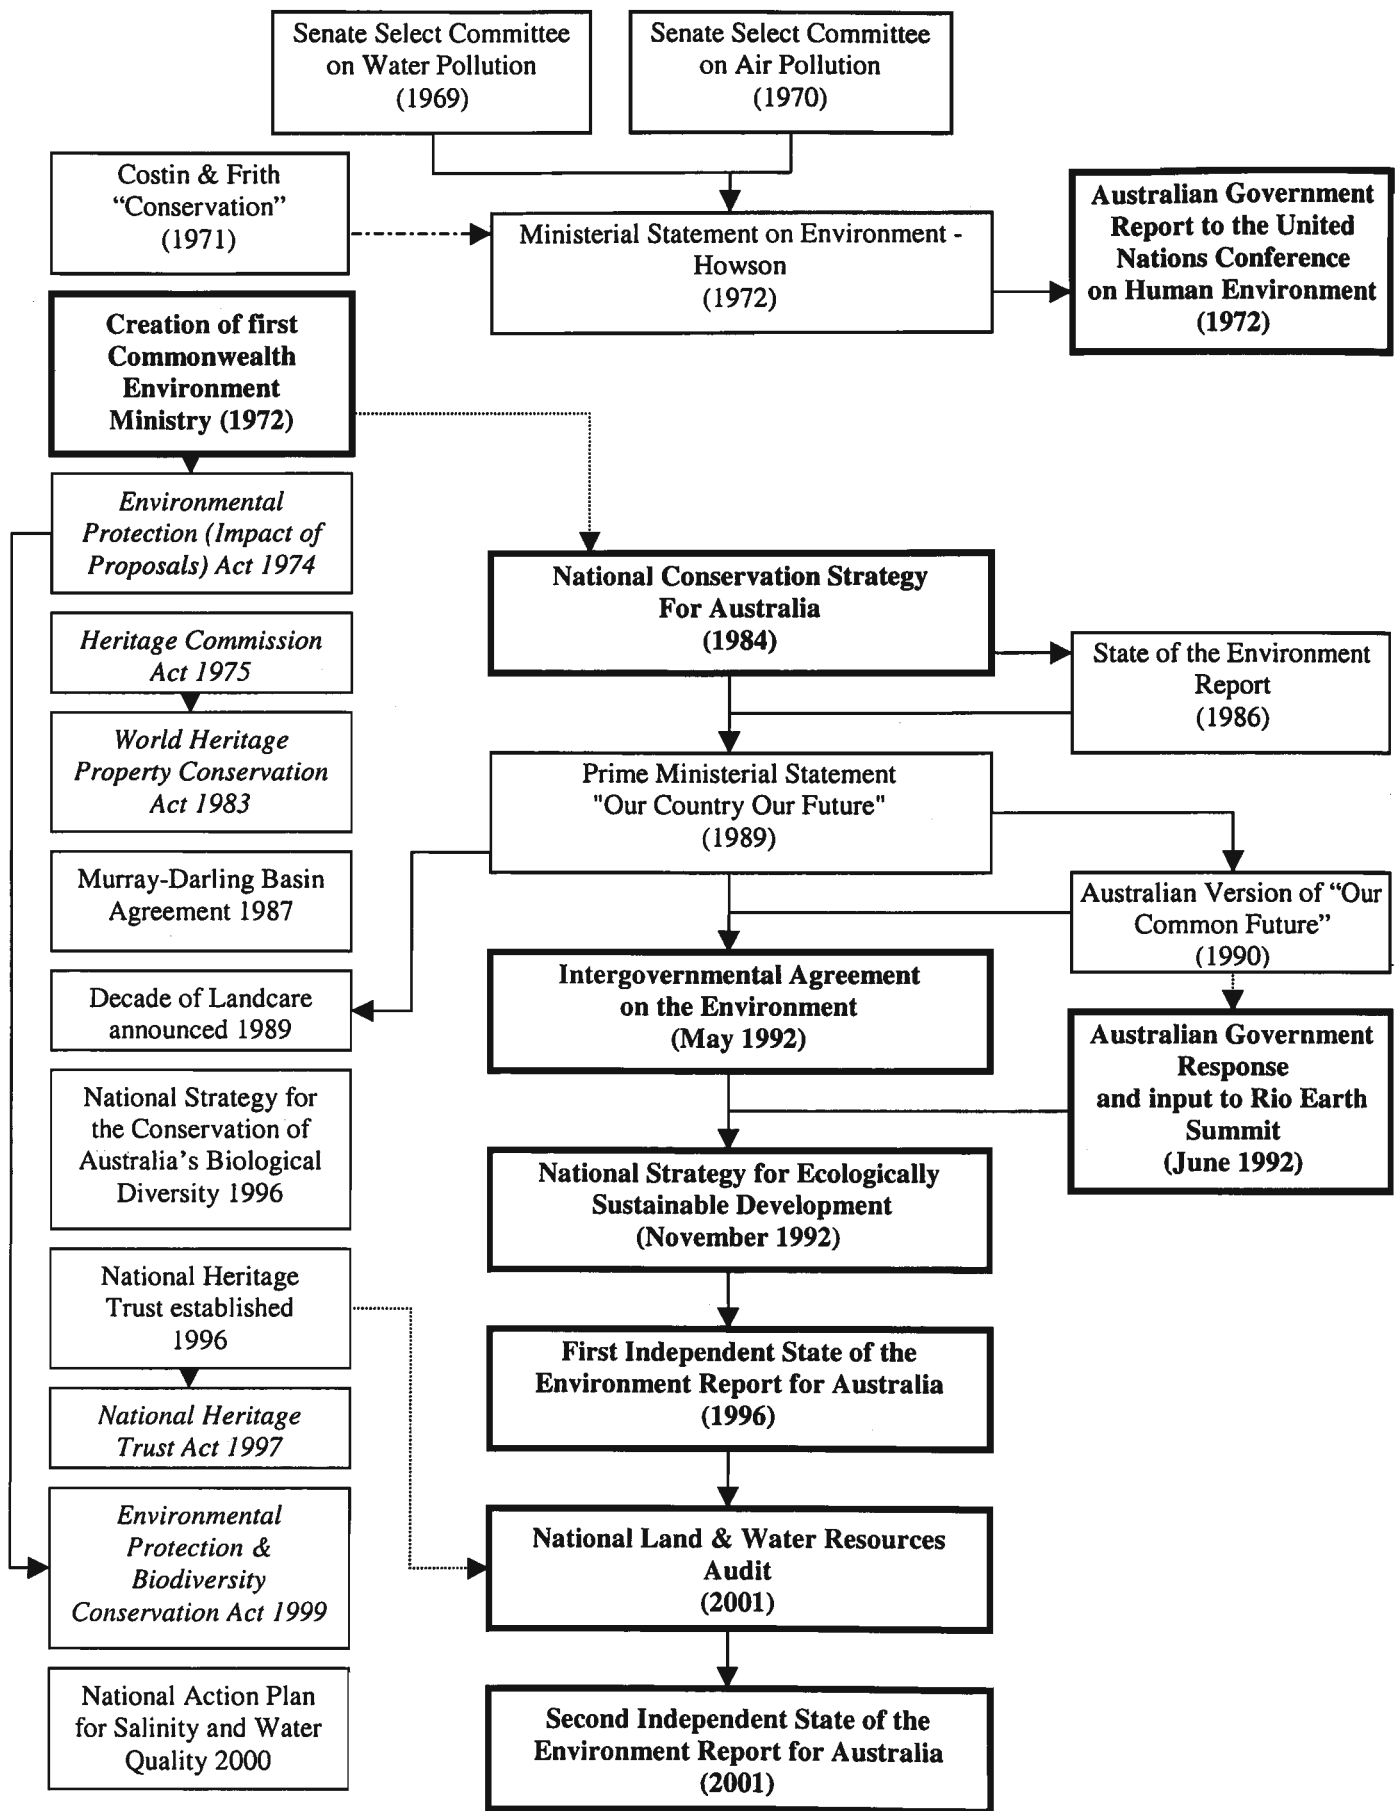 Senate Select Committee
on Water Pollution
(1969)
Senate Select Committee
on Air Pollution
(1970)
Costin & Frith
“Conservation”
(1971)
Ministerial Statement on Environment -
Howson
(1972)
Australian Government
Report to the United
Nations Conference
on Human Environment
(1972)
Creation of first
Commonwealth
Environment
Ministry (1972)
Environmental
Protection (Impact of
Proposals) Act 1974
National Conservation Strategy
For Australia
(1984)
Heritage Commission
Act 1975
State of the Environment
Report
(1986)
World Heritage
Property Conservation
Act 1983
Prime Ministerial Statement
"Our Country Our Future"
(1989)
Murray-Darling Basin
Agreement 1987
Australian Version of “Our
Common Future”
(1990)
Decade of Landcare
announced 1989
Intergovernmental Agreement
on the Environment
(May 1992)
Australian Government
Response
and input to Rio Earth
Summit
(June 1992)
National Strategy for
the Conservation of
Australia’s Biological
Diversity 1996
National Strategy for Ecologically
Sustainable Development
(November 1992)
National Heritage
Trust established
1996
First Independent State of the
Environment Report for Australia
(1996)
National Heritage
Trust Act 1997
Environmental
Protection &
Biodiversity
Conservation Act 1999
National Land & Water Resources
Audit
(2001)
National Action Plan
for Salinity and Water
Quality 2000
Second Independent State of the
Environment Report for Australia
(2001)